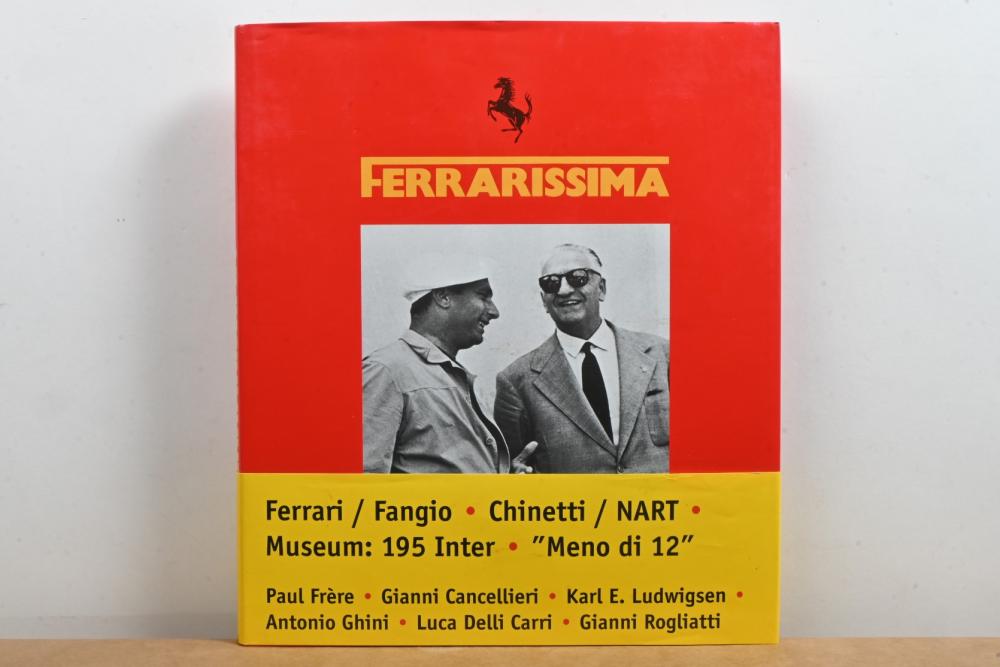 FERRARISSIMA
Ferrari / Fangio • Chinetti / NART •
Museum: 195 Inter • ”Meno di 12”
Paul Frère • Gianni Cancellieri • Karl E. Ludwigsen •
Antonio Ghini • Luca Delli Carri • Gianni Rogliatti